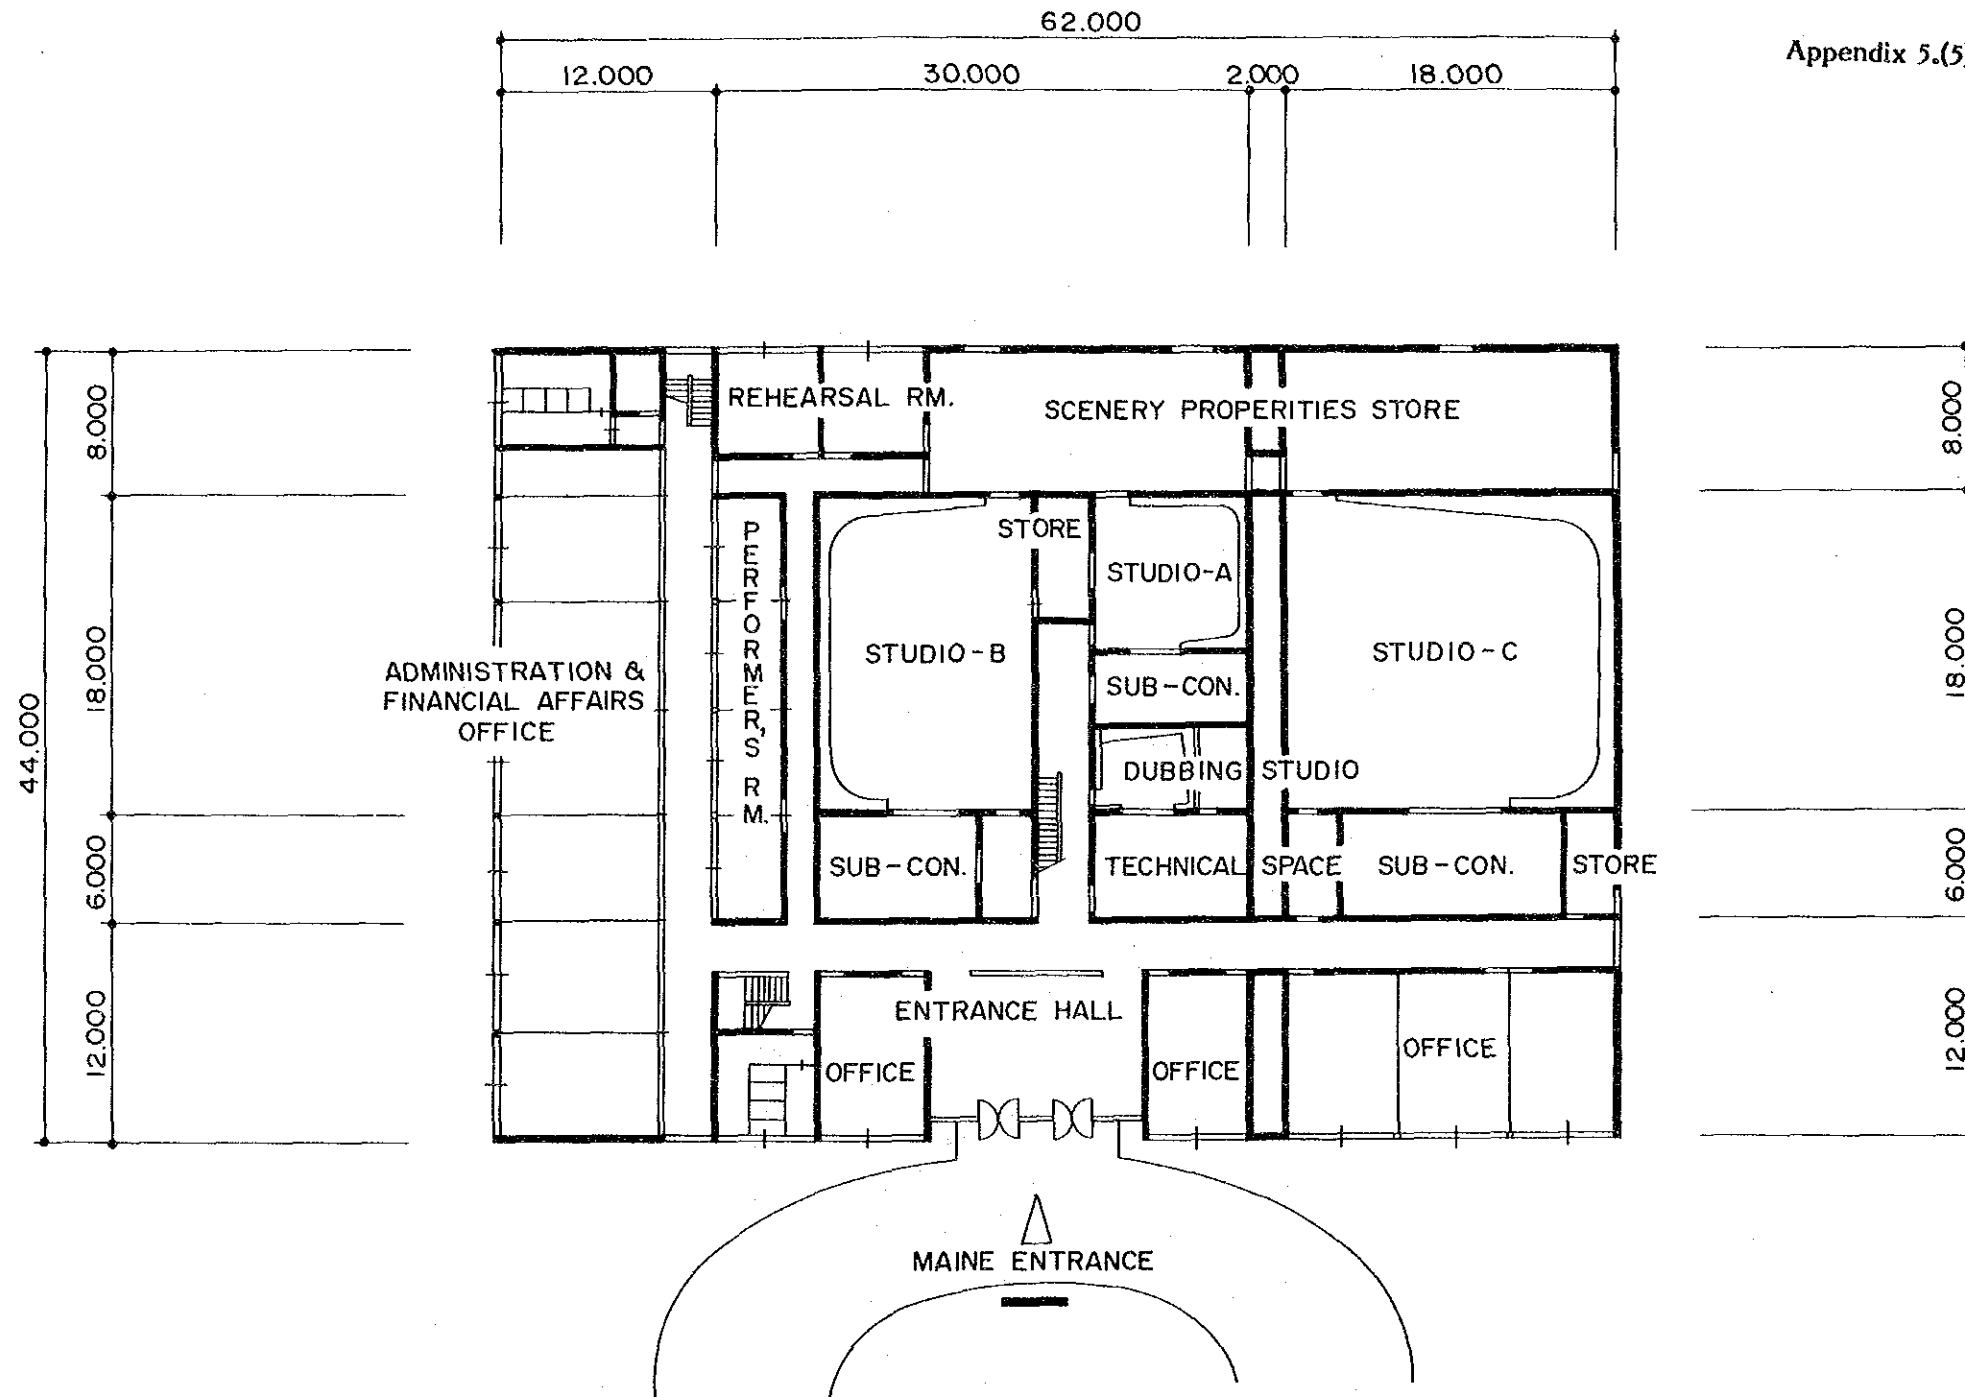 62.000
Appendix 5.(5)
12.000
30.000
2.000
18.000
8.000
18.000
6.000
12.000
44.000
REHEARSAL RM.
SCENERY PROPERITIES STORE
PERFORMER,S RM.
STORE
STUDIO-A
STUDIO-B
STUDIO-C
SUB-CON.
ADMINISTRATION &
FINANCIAL AFFAIRS
OFFICE
DUBBING STUDIO
SUB-CON.
TECHNICAL SPACE
SUB-CON.
STORE
ENTRANCE HALL
OFFICE
OFFICE
OFFICE
MAINE ENTRANCE
8.000
18.000
6.000
12.000